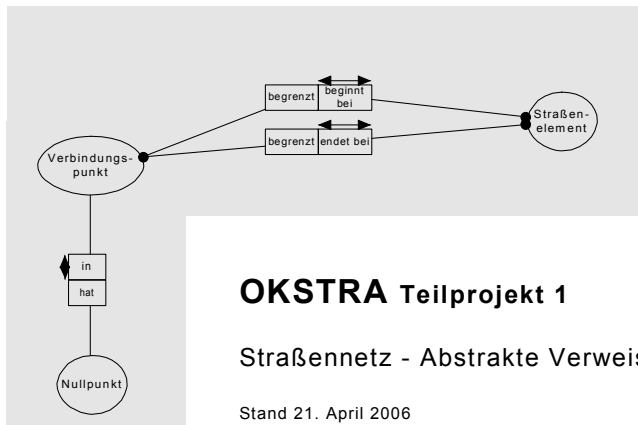 begrenzt
beginnt
bei
begrenzt
endet bei
Straßen-
element
Verbindungs-
punkt
in
hat
Nullpunkt
OKSTRA Teilprojekt 1
Straßennetz - Abstrakte Verweis
Stand 21. April 2006